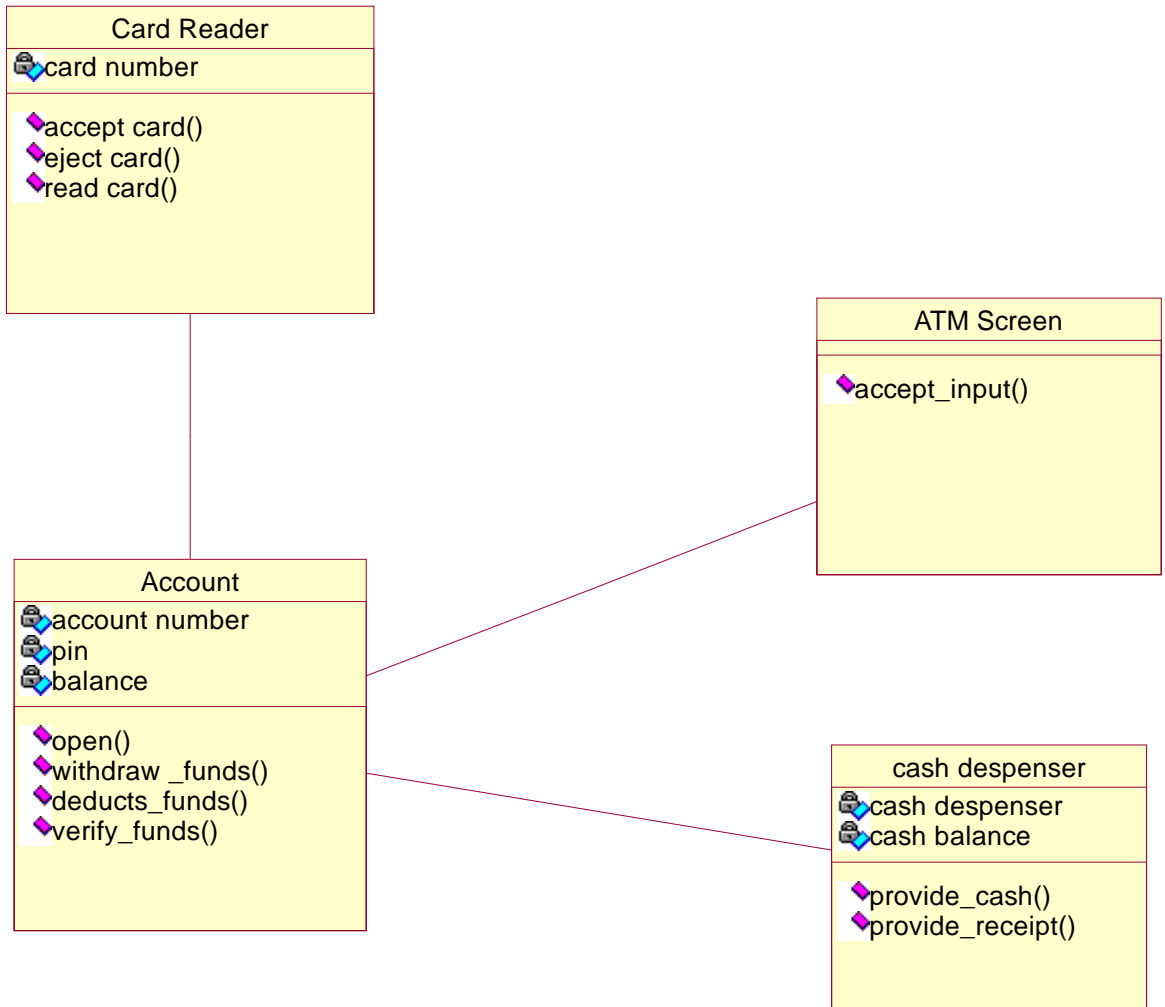 Card Reader
card number
accept card()
eject card()
read card()
ATM Screen
accept_input()
Account
account number
pin
balance
open()
withdraw _funds()
deducts_funds()
verify_funds()
cash despenser
cash despenser
cash balance
provide_cash()
provide_receipt()